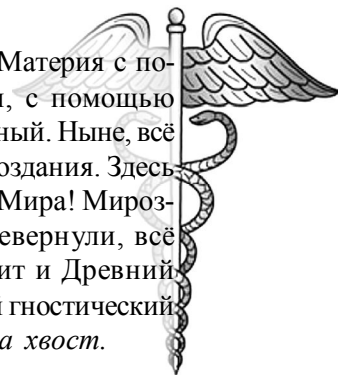 Материя с по-
, с помощью
ный. Ныне, всё
оздания. Здесь
Мира! Мироз-
евернули, всё
ит и Древний
гностический
а хвост.